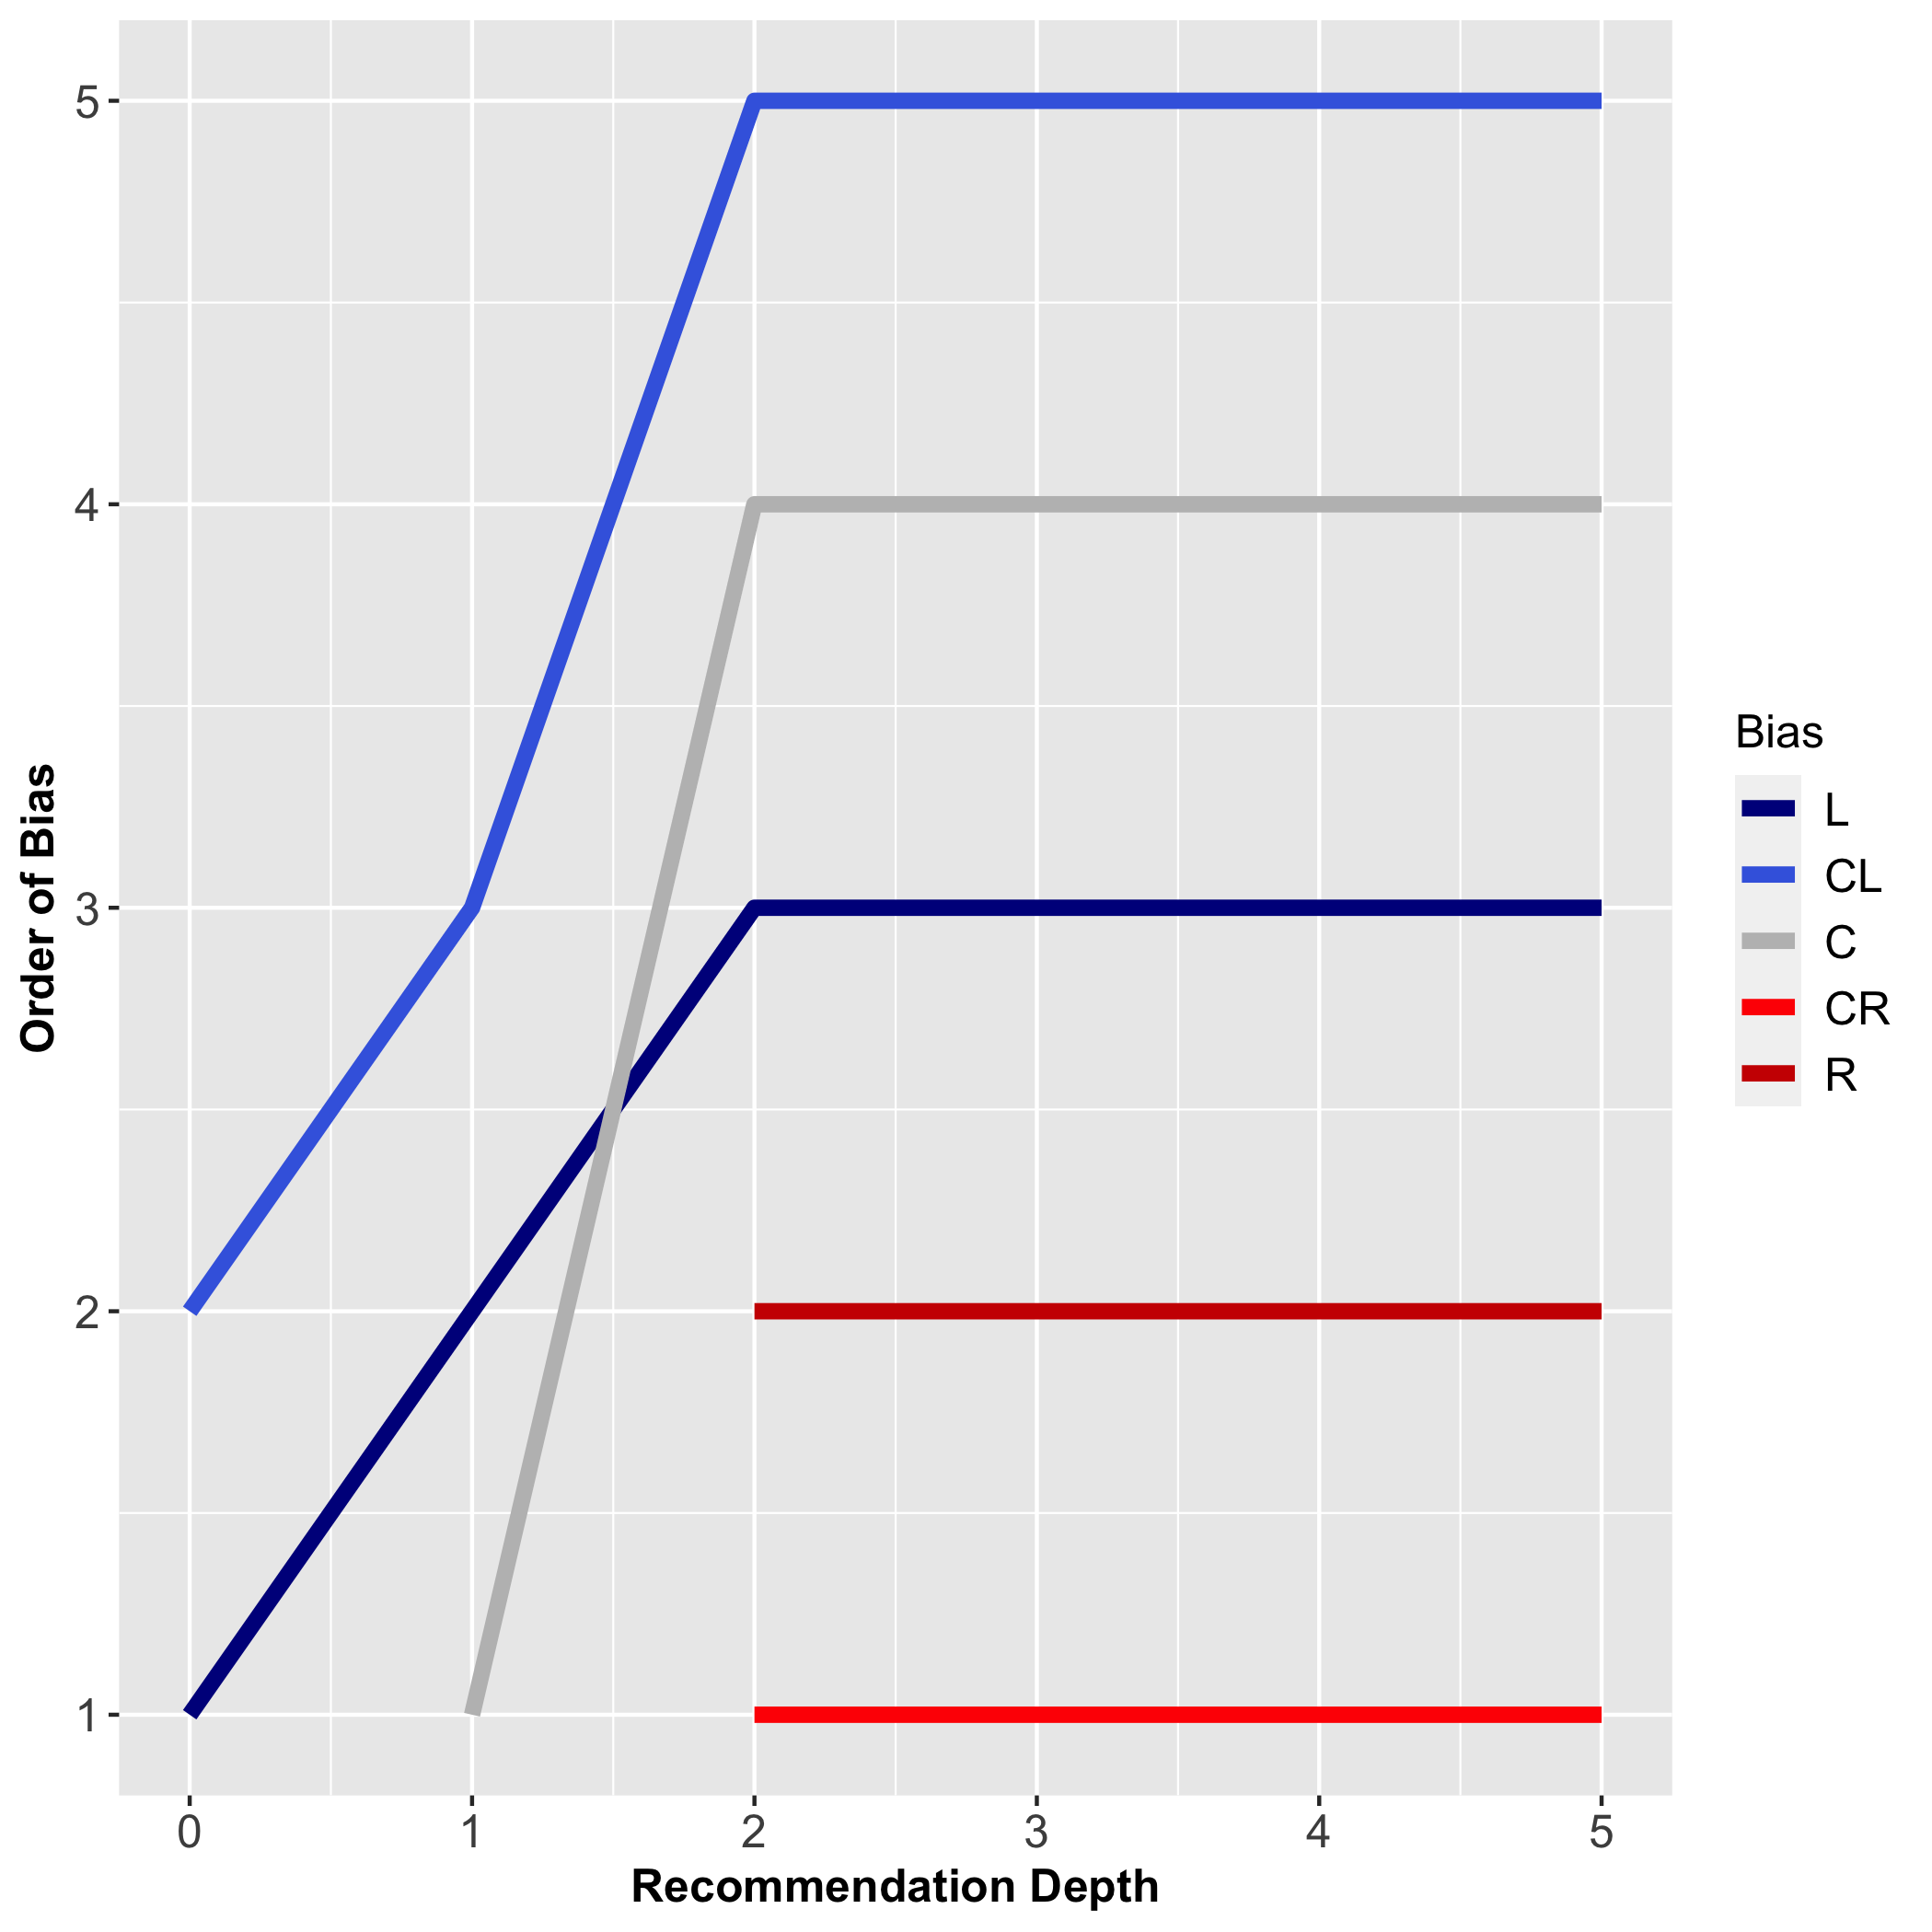 Order of Bias
5
4
3
2
1
0 1 2 3 4 5
Recommendation Depth
Bias
L
CL
C
CR
R